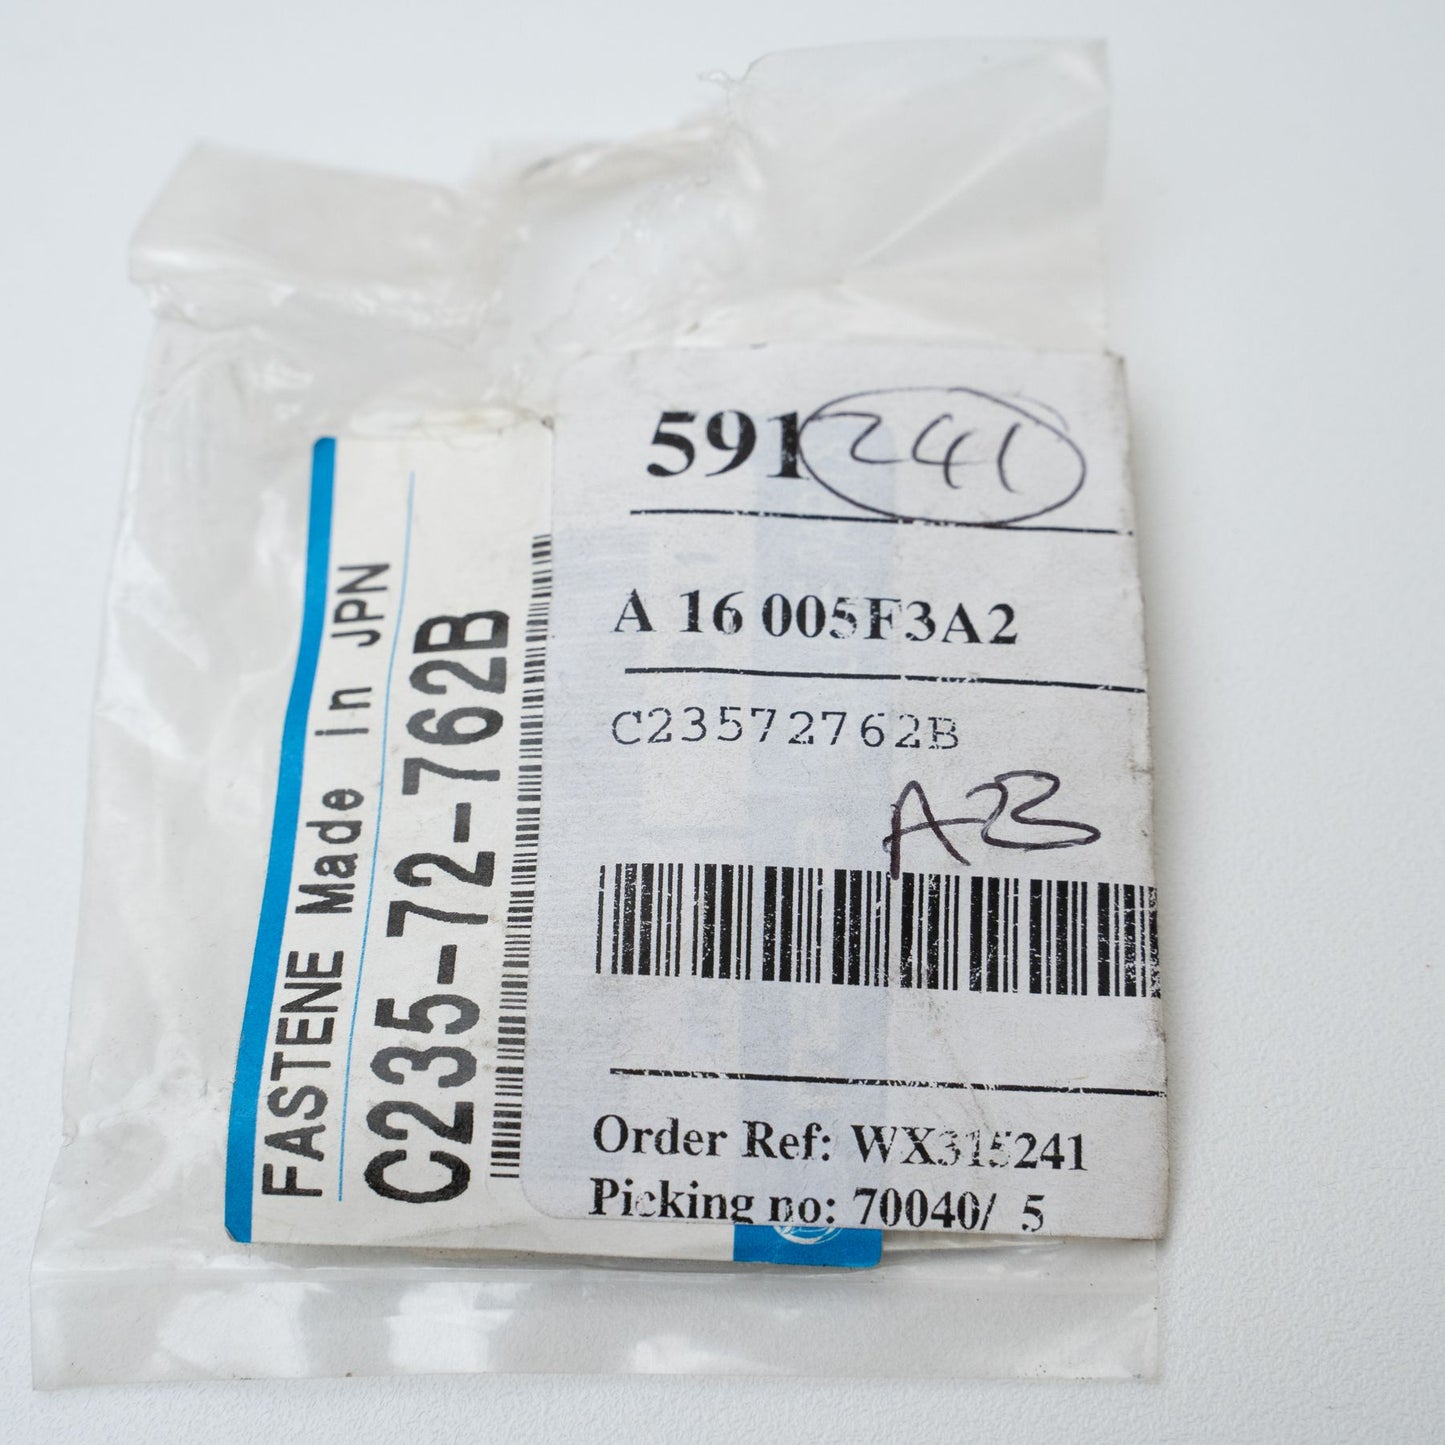 FASTENE Made in JPN
C235-72-762B
591 241
A 16 005F3A2
C23572762B
AB
Order Ref: WX315241
Picking no: 70040/ 5